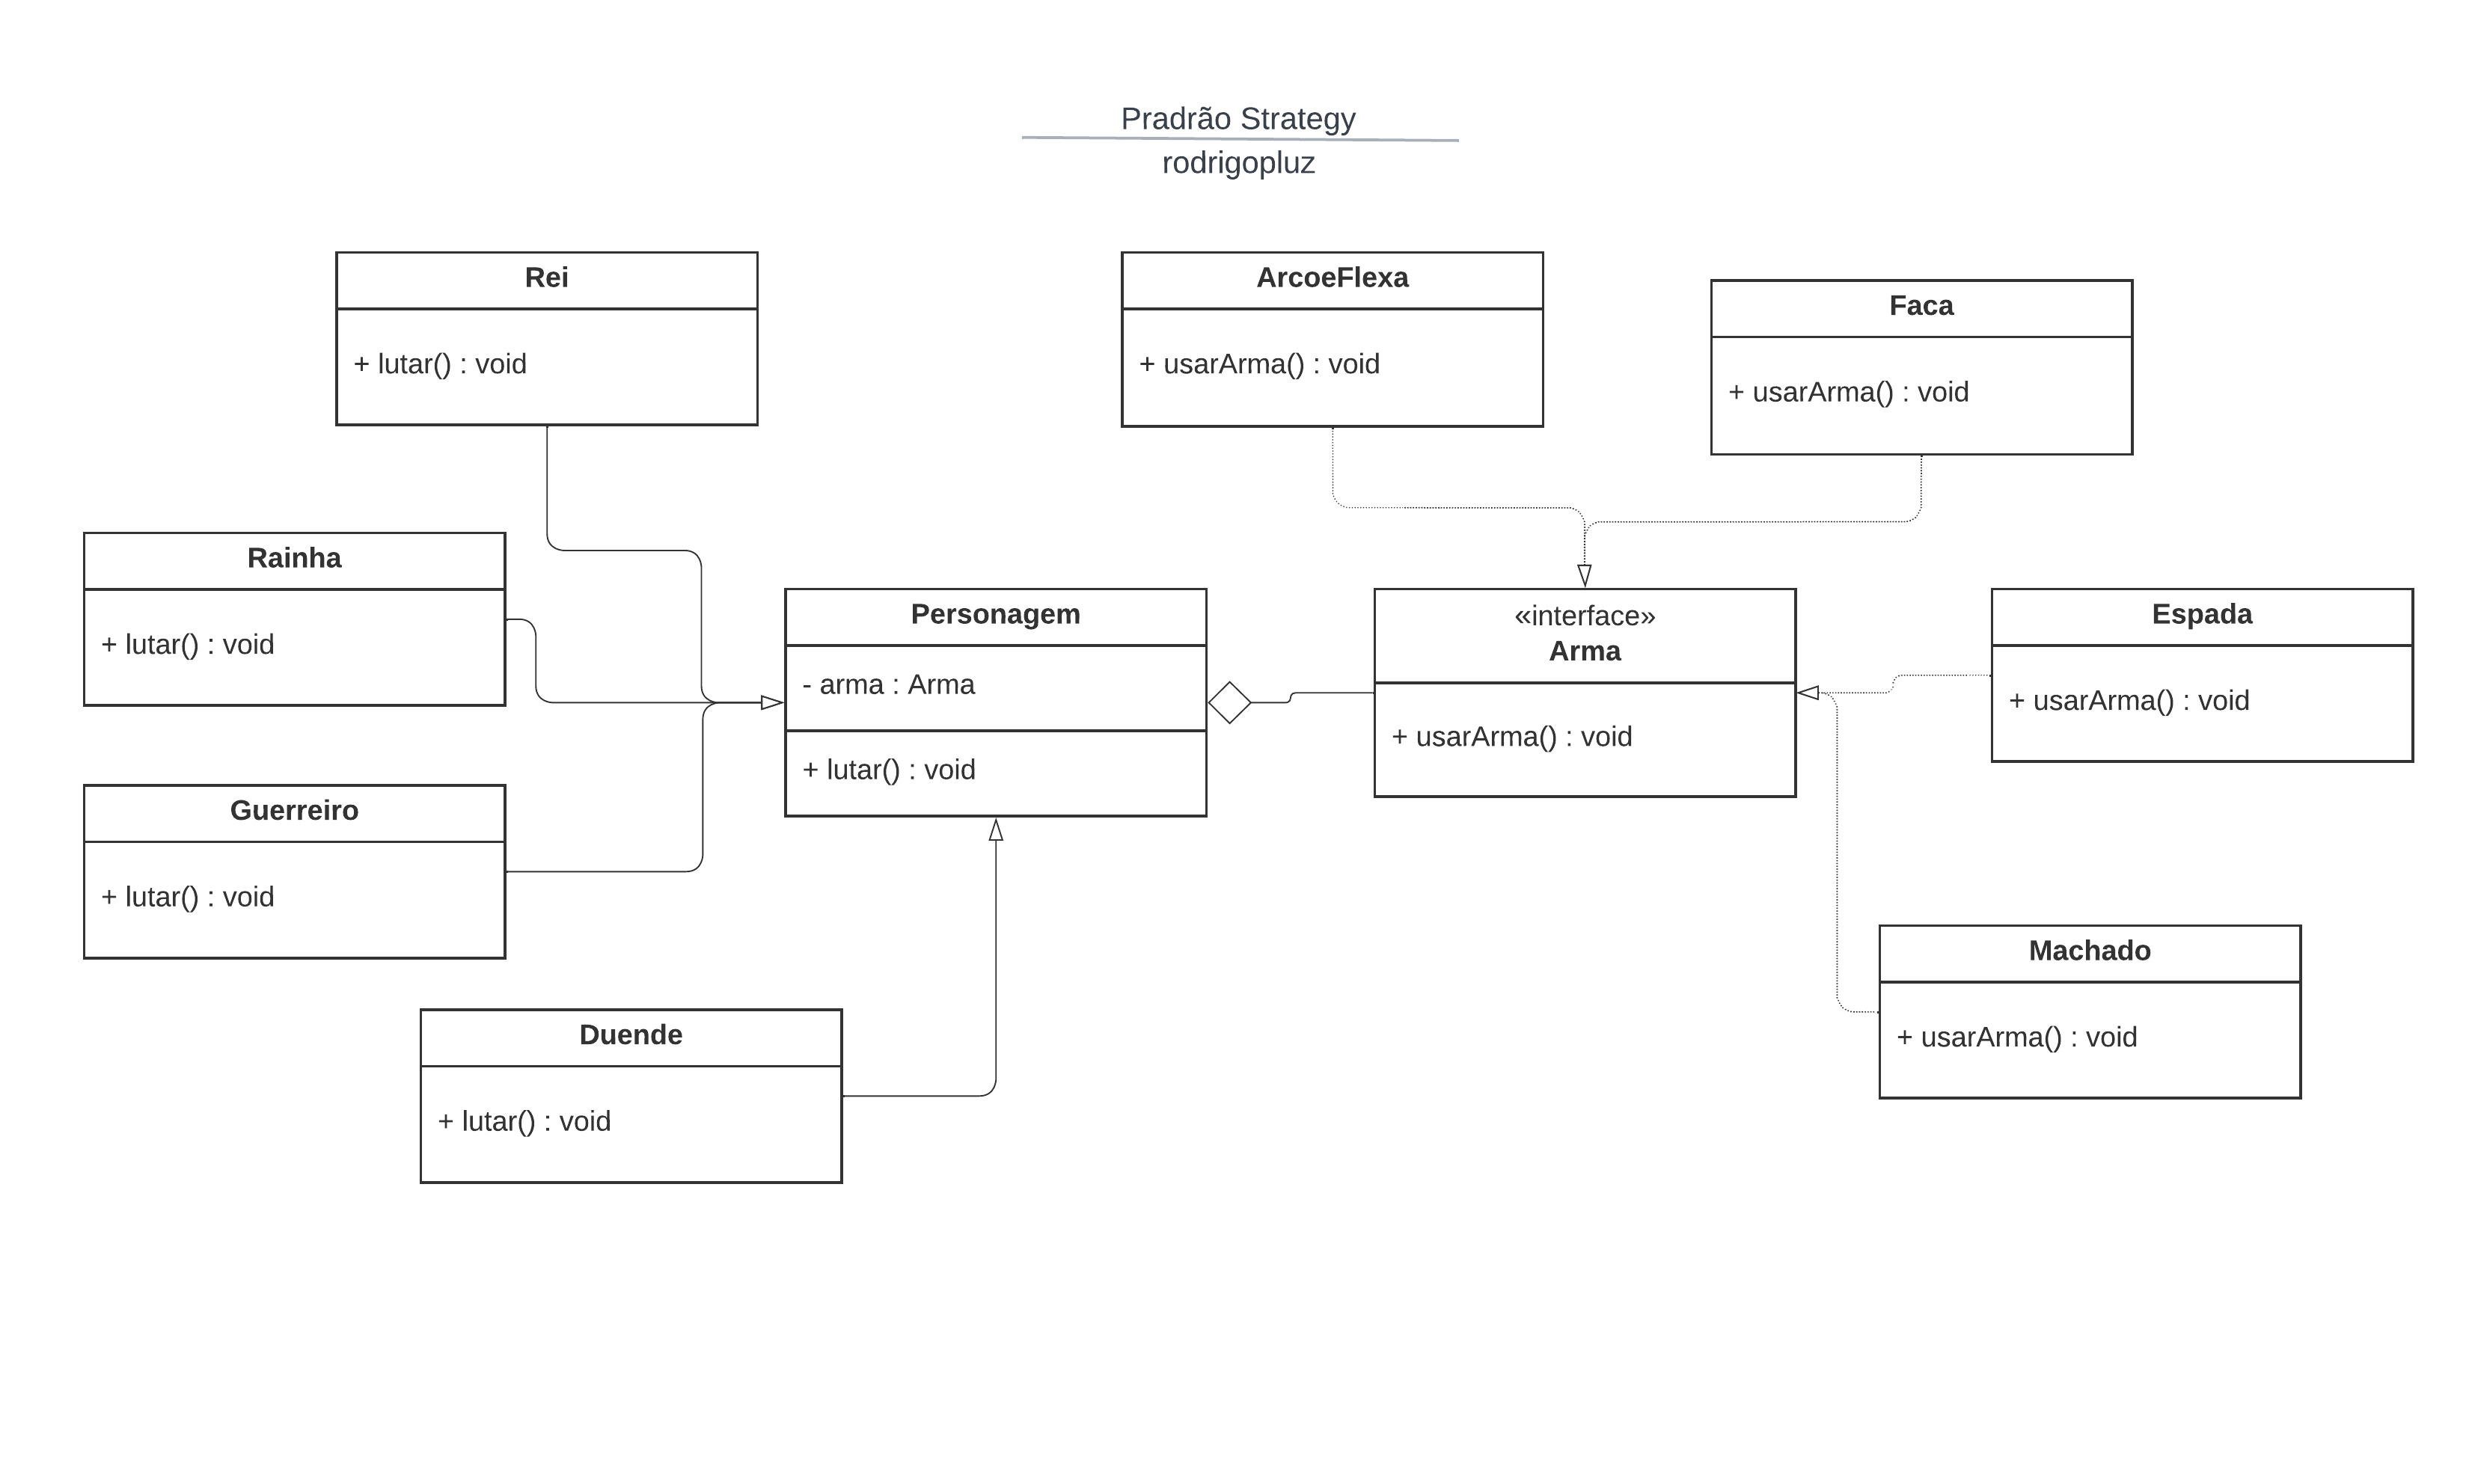 Pradrão Strategy
rodrigopluz
Rei
+ lutar() : void
ArcoeFlexa
+ usarArma() : void
Faca
+ usarArma() : void
Rainha
+ lutar() : void
Personagem
- arma : Arma
+ lutar() : void
«interface»
Arma
+ usarArma() : void
Espada
+ usarArma() : void
Guerreiro
+ lutar() : void
Machado
+ usarArma() : void
Duende
+ lutar() : void